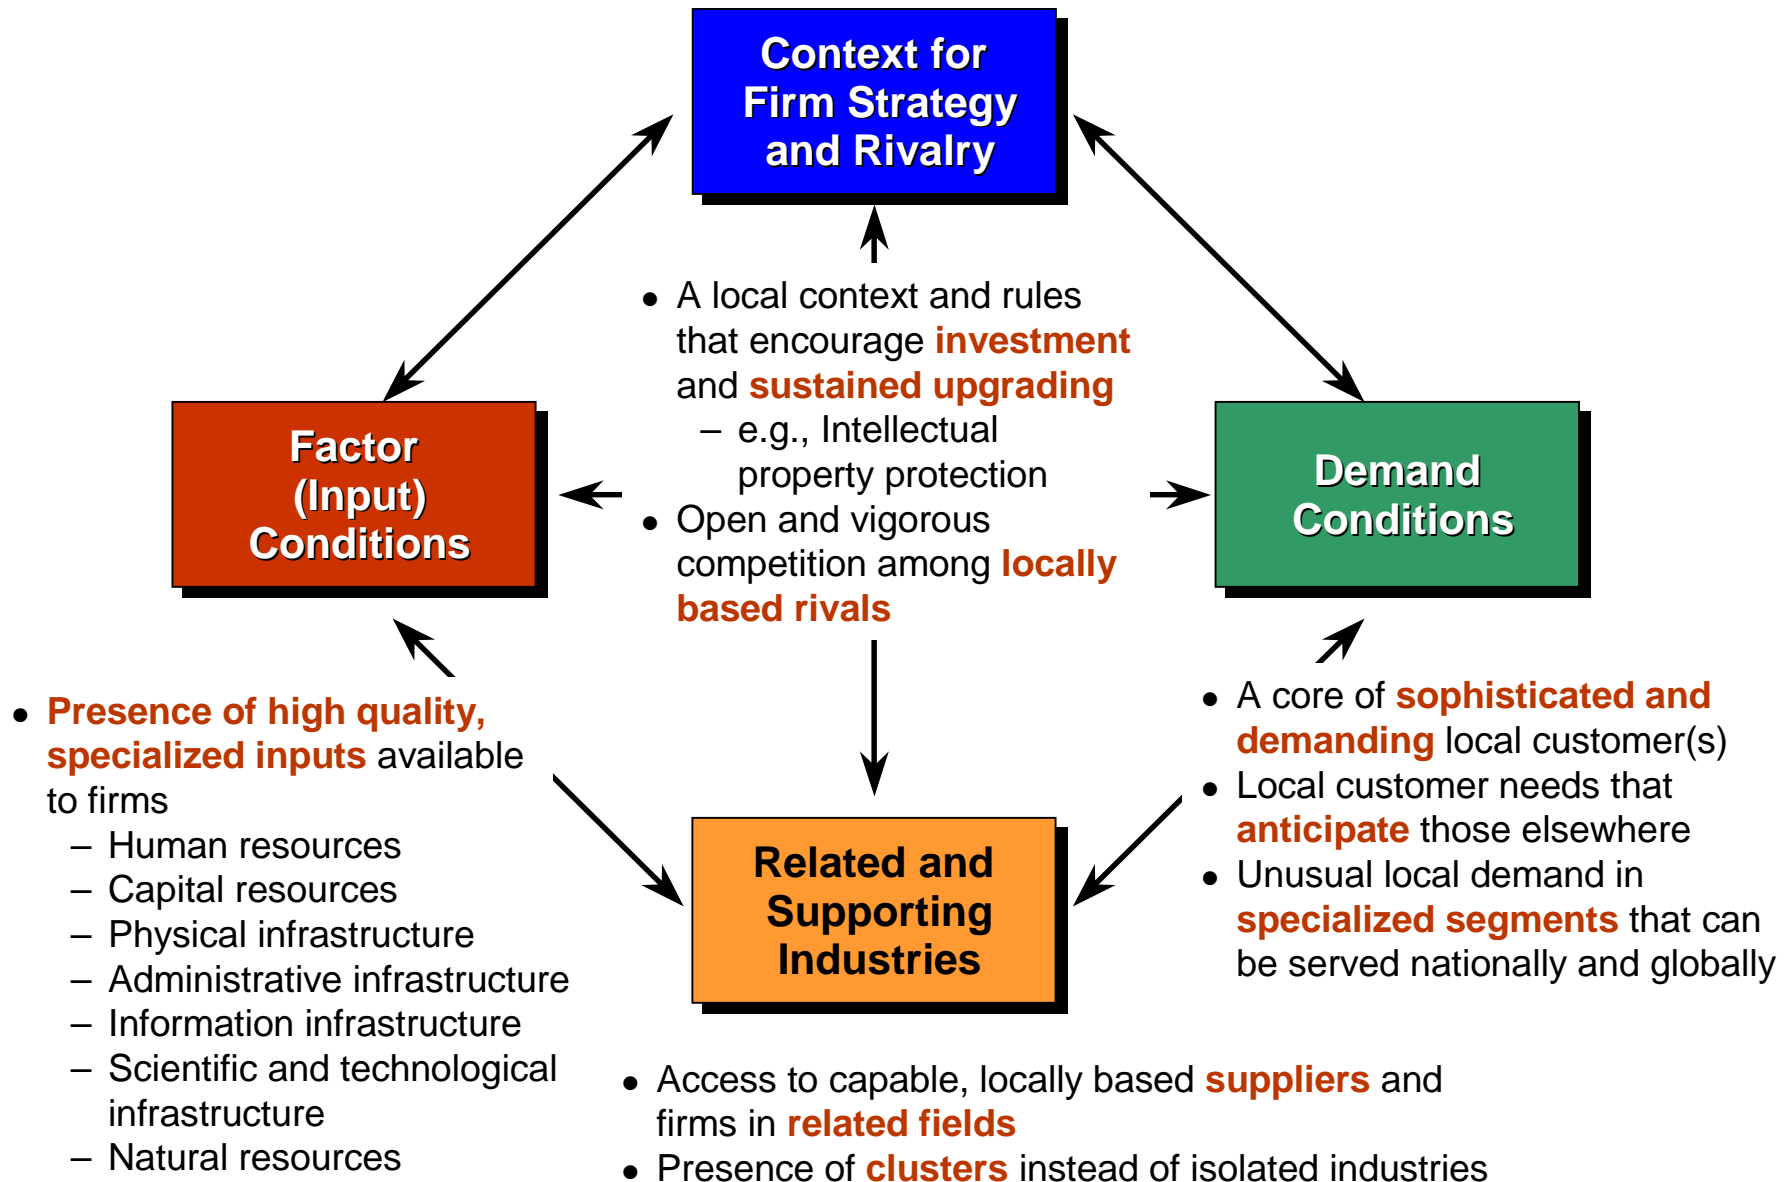 Context for
Firm Strategy
and Rivalry
• A local context and rules
that encourage investment
and sustained upgrading
– e.g., Intellectual
property protection
• Open and vigorous
competition among locally
based rivals
Factor
(Input)
Conditions
Demand
Conditions
• Presence of high quality,
specialized inputs available
to firms
– Human resources
– Capital resources
– Physical infrastructure
– Administrative infrastructure
– Information infrastructure
– Scientific and technological
infrastructure
– Natural resources
• A core of sophisticated and
demanding local customer(s)
• Local customer needs that
anticipate those elsewhere
• Unusual local demand in
specialized segments that can
be served nationally and globally
Related and
Supporting
Industries
• Access to capable, locally based suppliers and
firms in related fields
• Presence of clusters instead of isolated industries